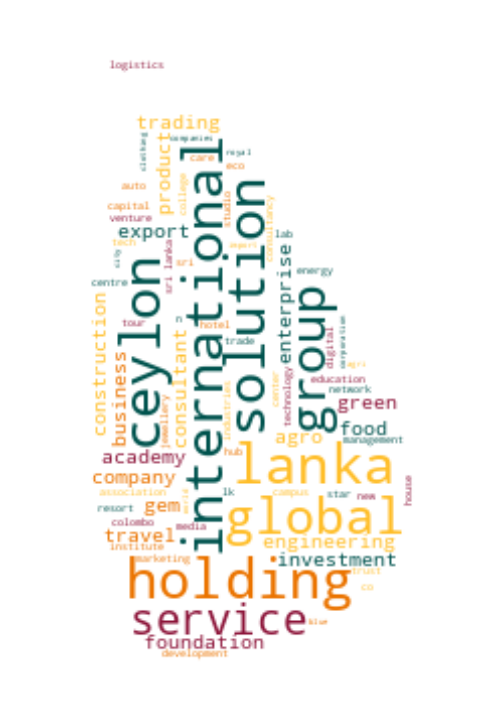 logistics
trading
companies
clothing
product
international
royal
care
eco
solution
auto
college
capital
venture
studio
consultancy
export
tech
import
lab
ceylon
sri lanka
sri
city
enterprise
energy
centre
group
construction
tour
n
hotel
corporation
digital
business
consultant
trade
agri
industries
technology
center
education
network
green
jewellery
food
agro
management
academy
hub
lanka
company
association
world
lk
campus
star
new
house
resort
gem
global
colombo
media
travel
engineering
institute
marketing
investment
holding
trust
co
service
blue
foundation
development